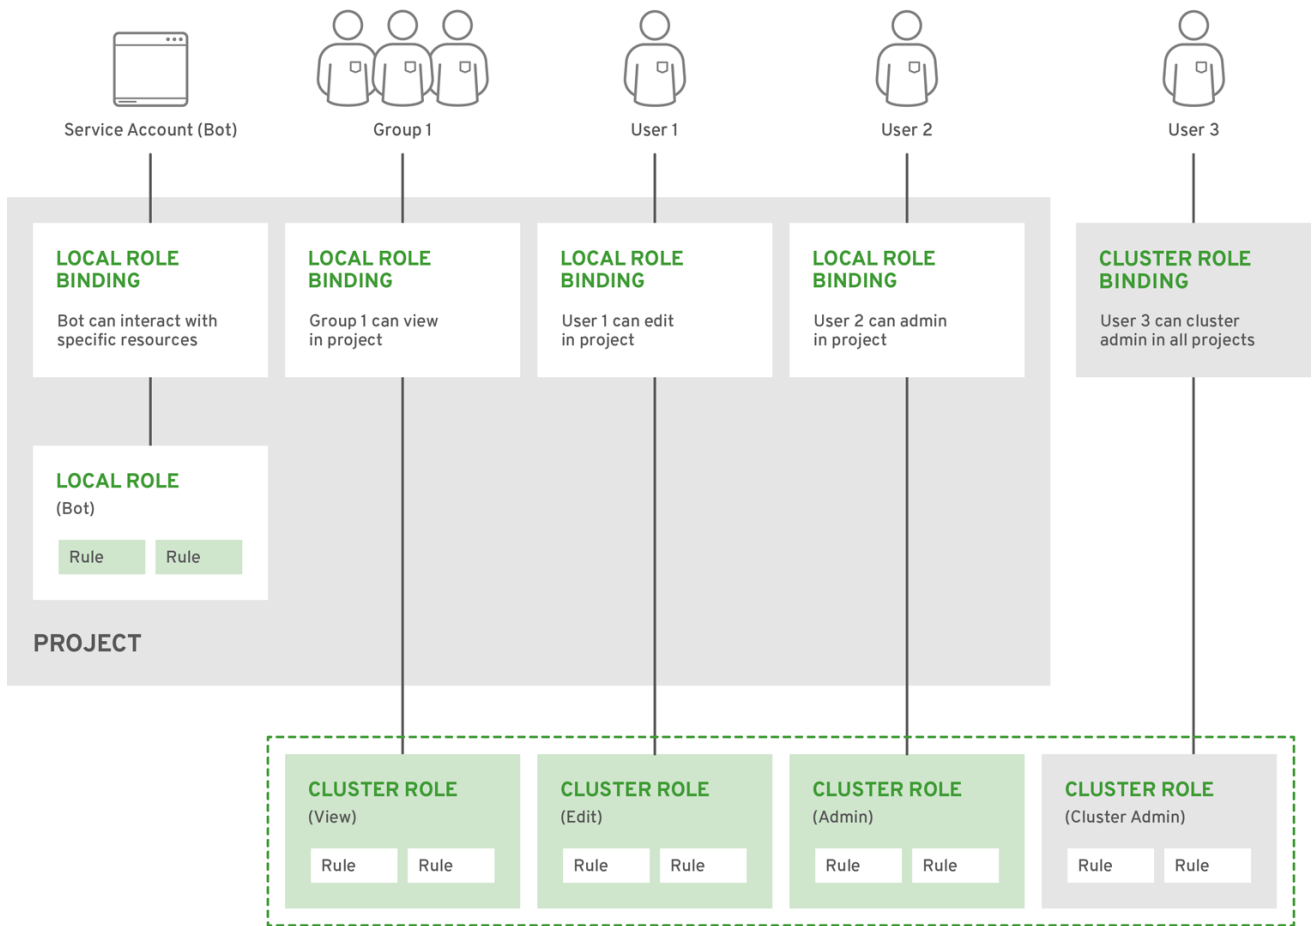 Service Account (Bot)
Group 1
User 1
User 2
User 3
LOCAL ROLE
BINDING
Bot can interact with
specific resources
LOCAL ROLE
BINDING
Group 1 can view
in project
LOCAL ROLE
BINDING
User 1 can edit
in project
LOCAL ROLE
BINDING
User 2 can admin
in project
CLUSTER ROLE
BINDING
User 3 can cluster
admin in all projects
LOCAL ROLE
(Bot)
Rule
Rule
PROJECT
CLUSTER ROLE
(View)
Rule
Rule
CLUSTER ROLE
(Edit)
Rule
Rule
CLUSTER ROLE
(Admin)
Rule
Rule
CLUSTER ROLE
(Cluster Admin)
Rule
Rule